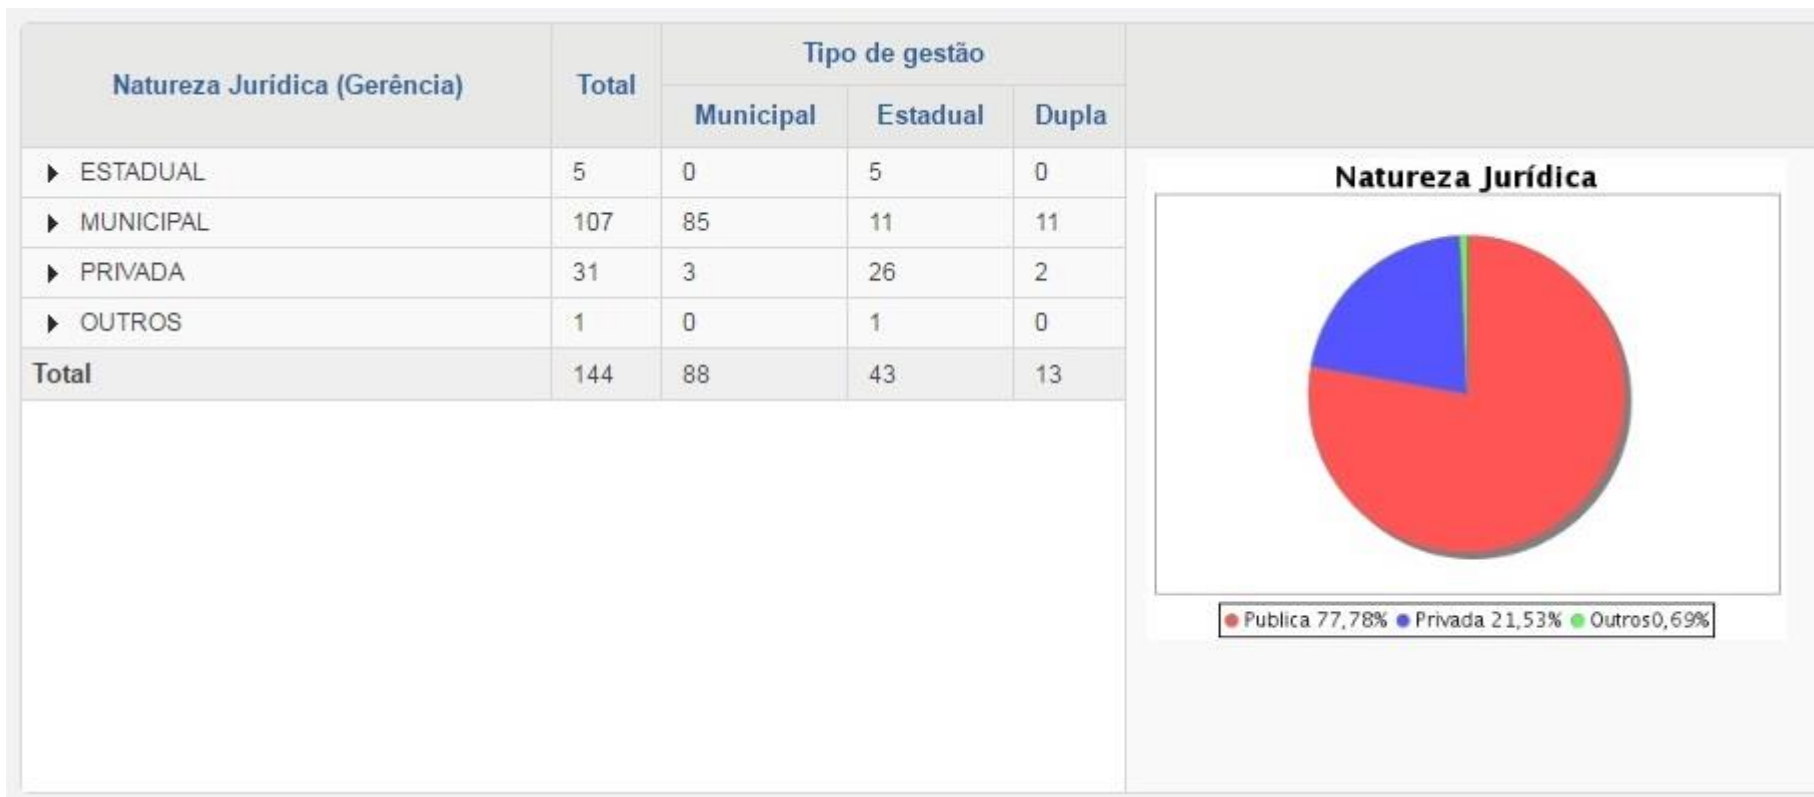 Natureza Jurídica (Gerência) Total Tipo de gestão
Municipal Estadual Dupla
ESTADUAL 5 0 5 0
MUNICIPAL 107 85 11 11
PRIVADA 31 3 26 2
OUTROS 1 0 1 0
Total 144 88 43 13
Natureza Jurídica
Publica 77,78% Privada 21,53% Outros0,69%